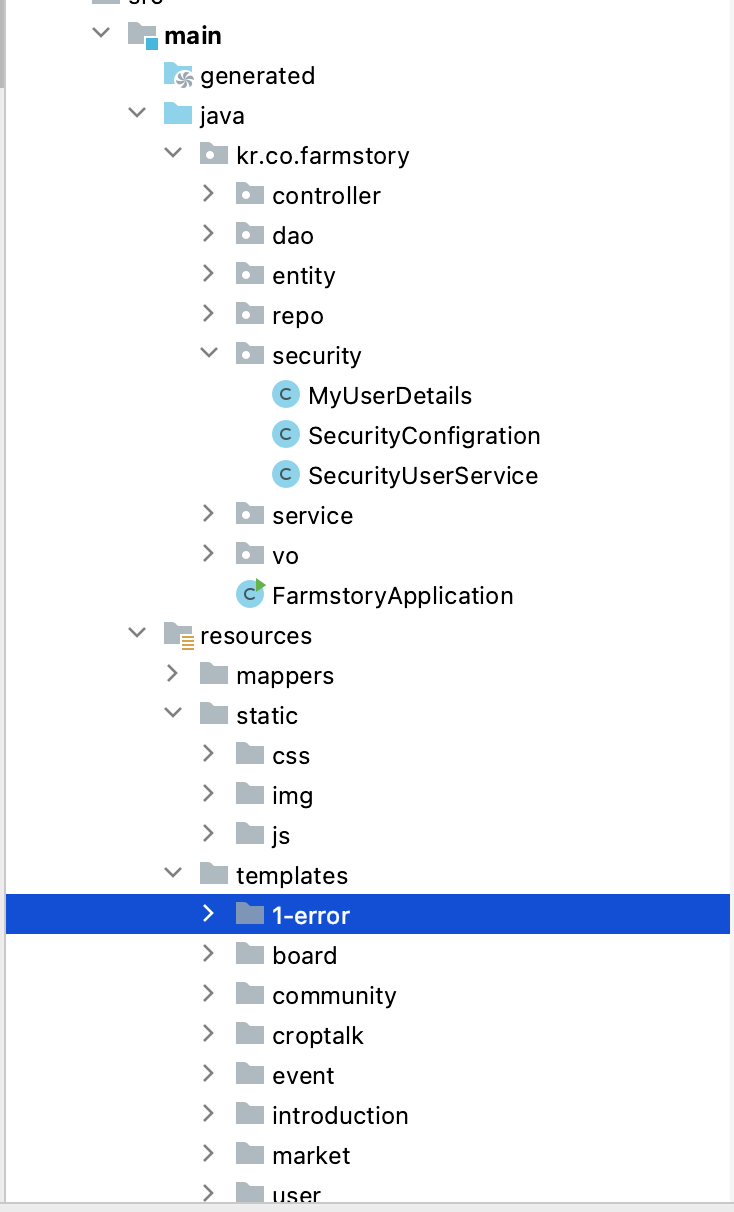 src
main
generated
java
kr.co.farmstory
controller
dao
entity
repo
security
C MyUserDetails
C SecurityConfigration
C SecurityUserService
service
vo
C FarmstoryApplication
resources
mappers
static
css
img
js
templates
1-error
board
community
croptalk
event
introduction
market
user